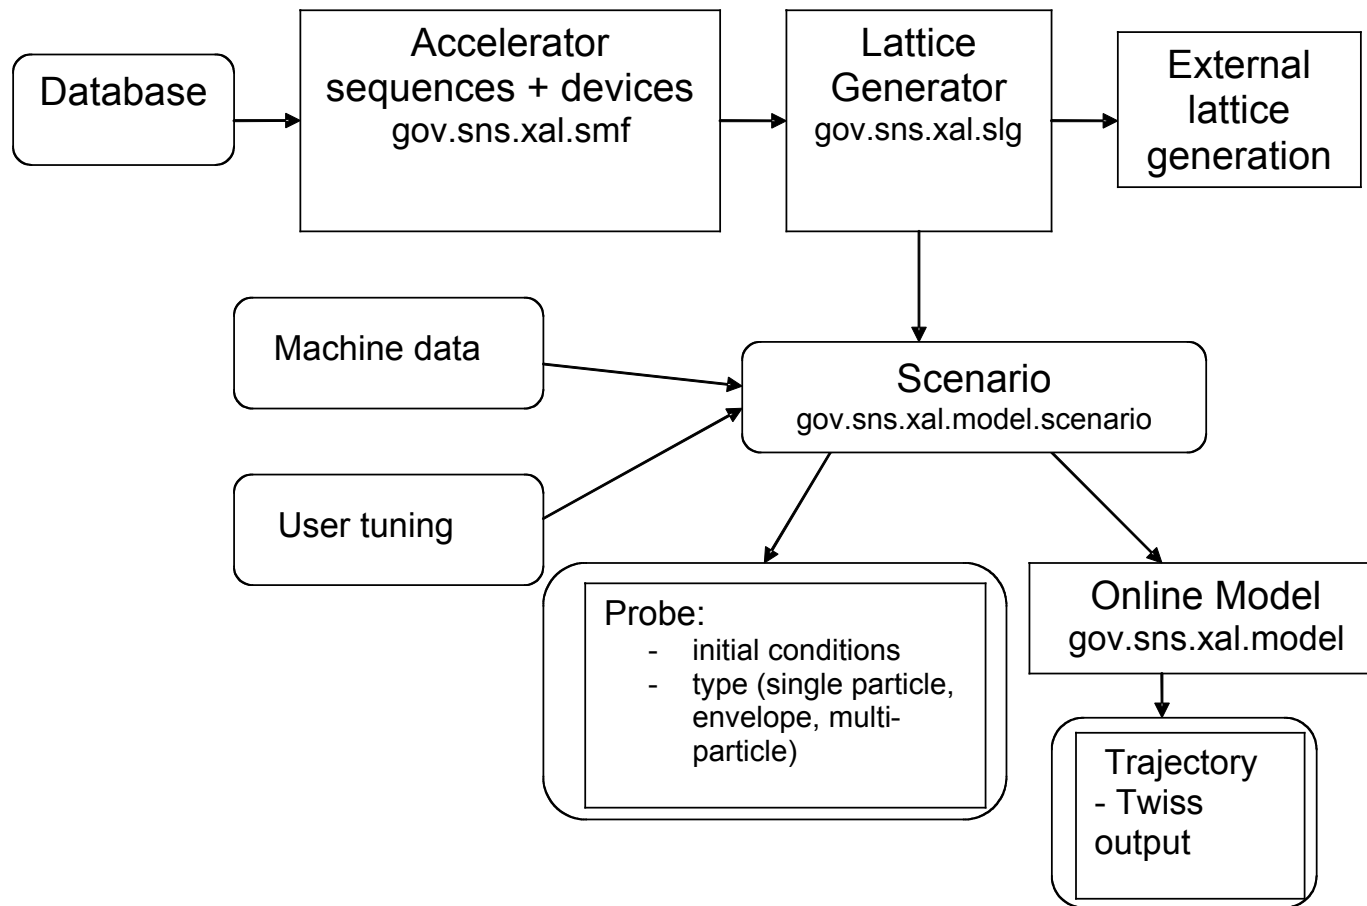 Database
Accelerator
sequences + devices
gov.sns.xal.smf
Lattice
Generator
gov.sns.xal.slg
External
lattice
generation
Machine data
Scenario
gov.sns.xal.model.scenario
User tuning
Probe:
- initial conditions
- type (single particle,
envelope, multi-
particle)
Online Model
gov.sns.xal.model
Trajectory
- Twiss
output